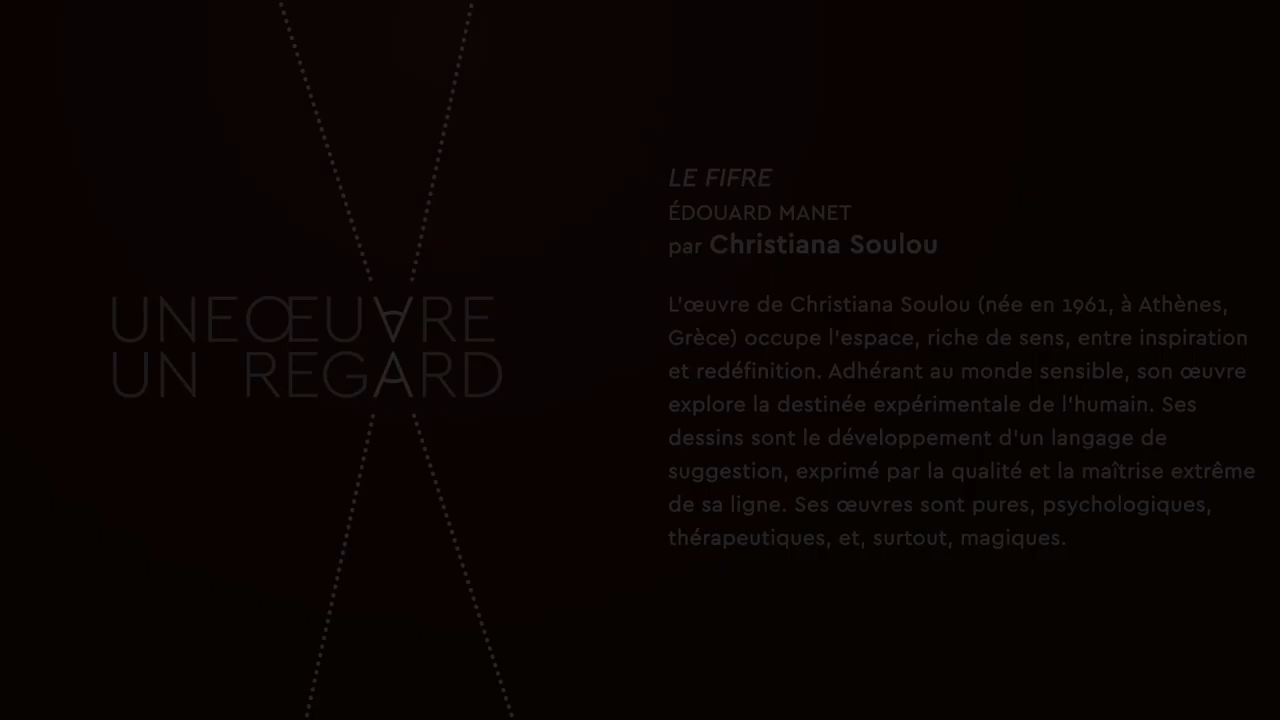 UNEŒUVRE
UN REGARD
LE FIFRE
ÉDOUARD MANET
par Christiana Soulou
L'œuvre de Christiana Soulou (née en 1961, à Athènes,
Grèce) occupe l'espace, riche de sens, entre inspiration
et redéfinition. Adhérant au monde sensible, son œuvre
explore la destinée expérimentale de l'humain. Ses
dessins sont le développement d'un langage de
suggestion, exprimé par la qualité et la maîtrise extrême
de sa ligne. Ses œuvres sont pures, psychologiques,
thérapeutiques, et, surtout, magiques.